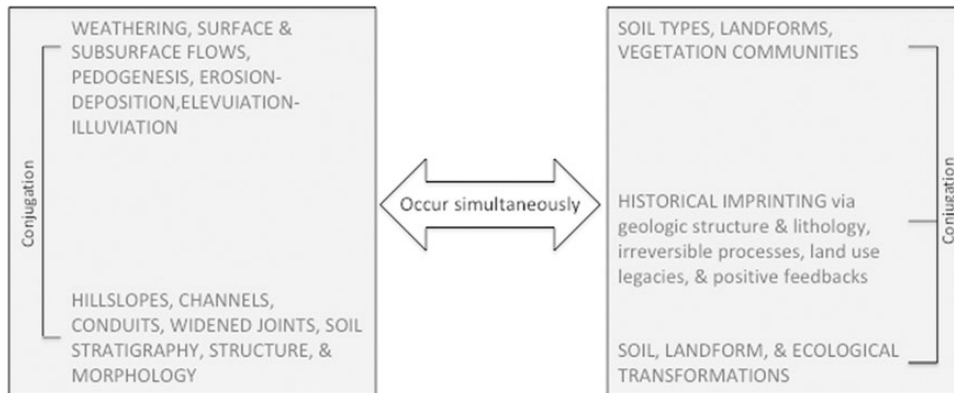 WEATHERING, SURFACE &
SUBSURFACE FLOWS,
PEDOGENESIS, EROSION-
DEPOSITION,ELEVUIATION-
ILLUVIATION
Conjugation
HILLSLOPES, CHANNELS,
CONDUITS, WIDENED JOINTS, SOIL
STRATIGRAPHY, STRUCTURE, &
MORPHOLOGY
Occur simultaneously
SOIL TYPES, LANDFORMS,
VEGETATION COMMUNITIES
HISTORICAL IMPRINTING via
geologic structure & lithology,
irreversible processes, land use
legacies, & positive feedbacks
Conjugation
SOIL, LANDFORM, & ECOLOGICAL
TRANSFORMATIONS